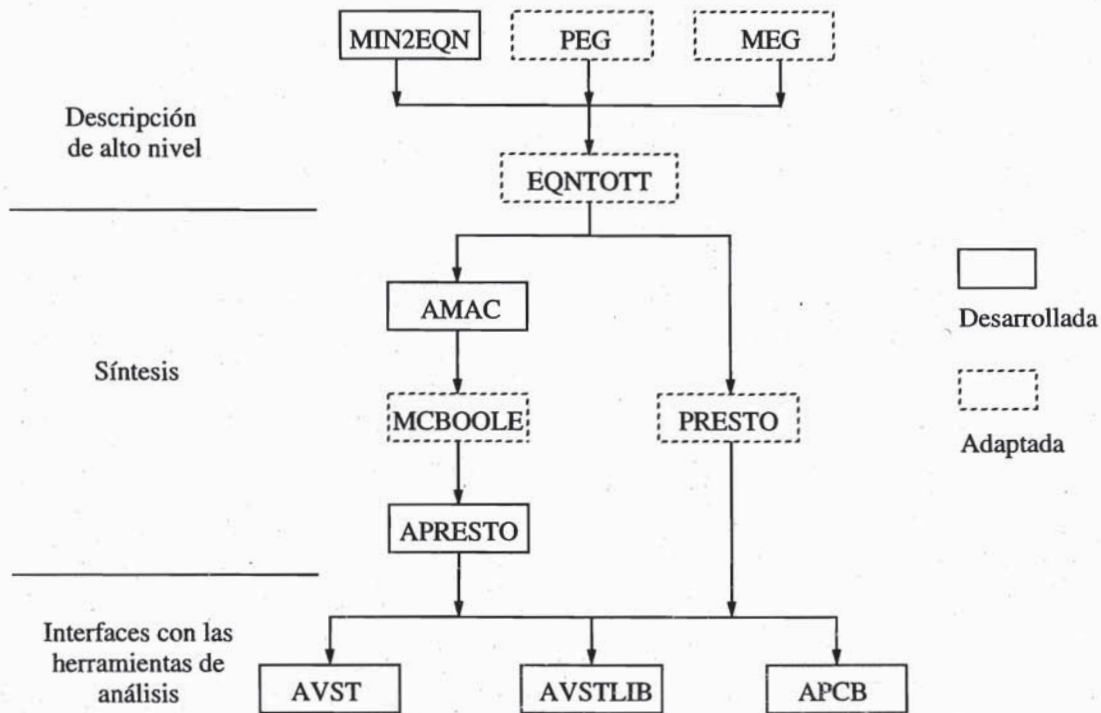 MIN2EQN
PEG
MEG
Descripción
de alto nivel
EQNTOTT
AMAC
Desarrollada
Síntesis
MCBOOLE
PRESTO
Adaptada
APRESTO
Interfaces con las
herramientas de
análisis
AVST
AVSTLIB
APCB